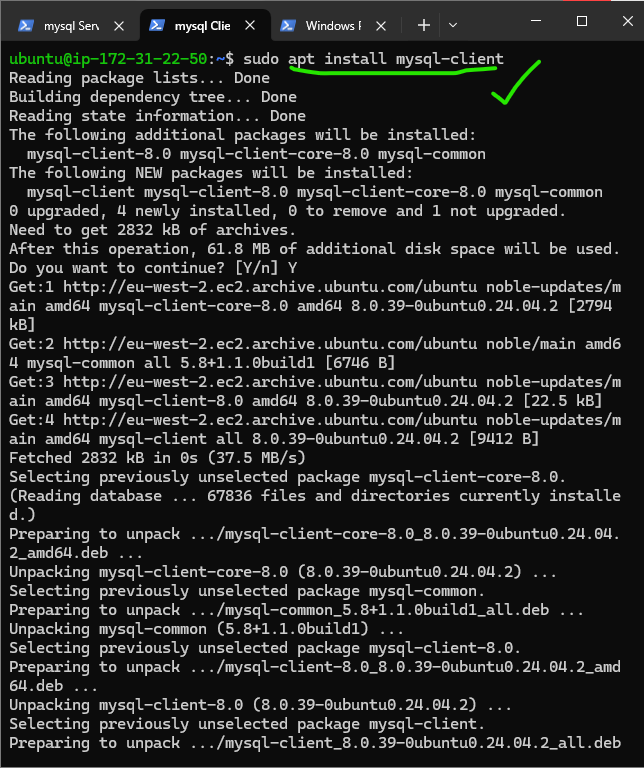 mysql Serv
mysql Clie
Windows P
ubuntu@ip-172-31-22-50:~$ sudo apt install mysql-client
Reading package lists... Done
Building dependency tree... Done
Reading state information... Done
The following additional packages will be installed:
  mysql-client-8.0 mysql-client-core-8.0 mysql-common
The following NEW packages will be installed:
  mysql-client mysql-client-8.0 mysql-client-core-8.0 mysql-common
0 upgraded, 4 newly installed, 0 to remove and 1 not upgraded.
Need to get 2832 kB of archives.
After this operation, 61.8 MB of additional disk space will be used.
Do you want to continue? [Y/n] Y
Get:1 http://eu-west-2.ec2.archive.ubuntu.com/ubuntu noble-updates/m
ain amd64 mysql-client-core-8.0 amd64 8.0.39-0ubuntu0.24.04.2 [2794
kB]
Get:2 http://eu-west-2.ec2.archive.ubuntu.com/ubuntu noble/main amd6
4 mysql-common all 5.8+1.1.0build1 [6746 B]
Get:3 http://eu-west-2.ec2.archive.ubuntu.com/ubuntu noble-updates/m
ain amd64 mysql-client-8.0 amd64 8.0.39-0ubuntu0.24.04.2 [22.5 kB]
Get:4 http://eu-west-2.ec2.archive.ubuntu.com/ubuntu noble-updates/m
ain amd64 mysql-client all 8.0.39-0ubuntu0.24.04.2 [9412 B]
Fetched 2832 kB in 0s (37.5 MB/s)
Selecting previously unselected package mysql-client-core-8.0.
(Reading database ... 67836 files and directories currently installe
d.)
Preparing to unpack .../mysql-client-core-8.0_8.0.39-0ubuntu0.24.04.
2_amd64.deb ...
Unpacking mysql-client-core-8.0 (8.0.39-0ubuntu0.24.04.2) ...
Selecting previously unselected package mysql-common.
Preparing to unpack .../mysql-common_5.8+1.1.0build1_all.deb ...
Unpacking mysql-common (5.8+1.1.0build1) ...
Selecting previously unselected package mysql-client-8.0.
Preparing to unpack .../mysql-client-8.0_8.0.39-0ubuntu0.24.04.2_amd
64.deb ...
Unpacking mysql-client-8.0 (8.0.39-0ubuntu0.24.04.2) ...
Selecting previously unselected package mysql-client.
Preparing to unpack .../mysql-client_8.0.39-0ubuntu0.24.04.2_all.deb